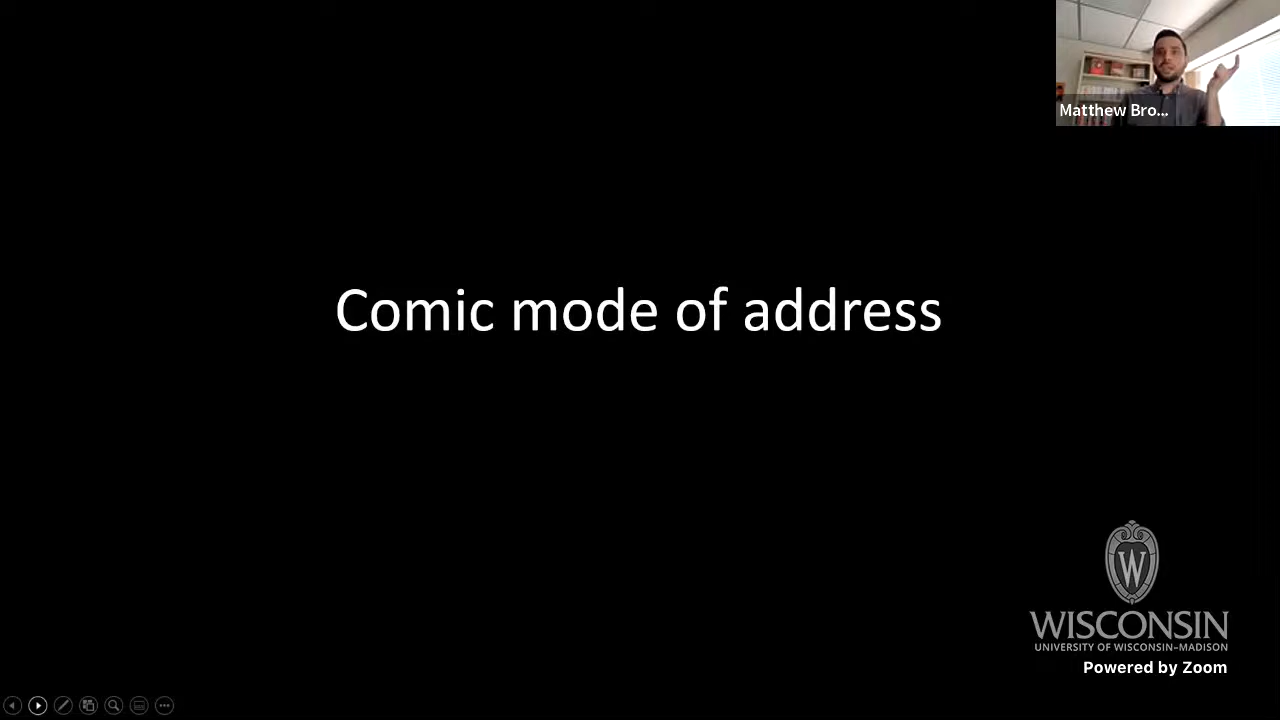 Matthew Bro...
Comic mode of address
W
WISCONSIN
UNIVERSITY OF WISCONSIN–MADISON
Powered by Zoom